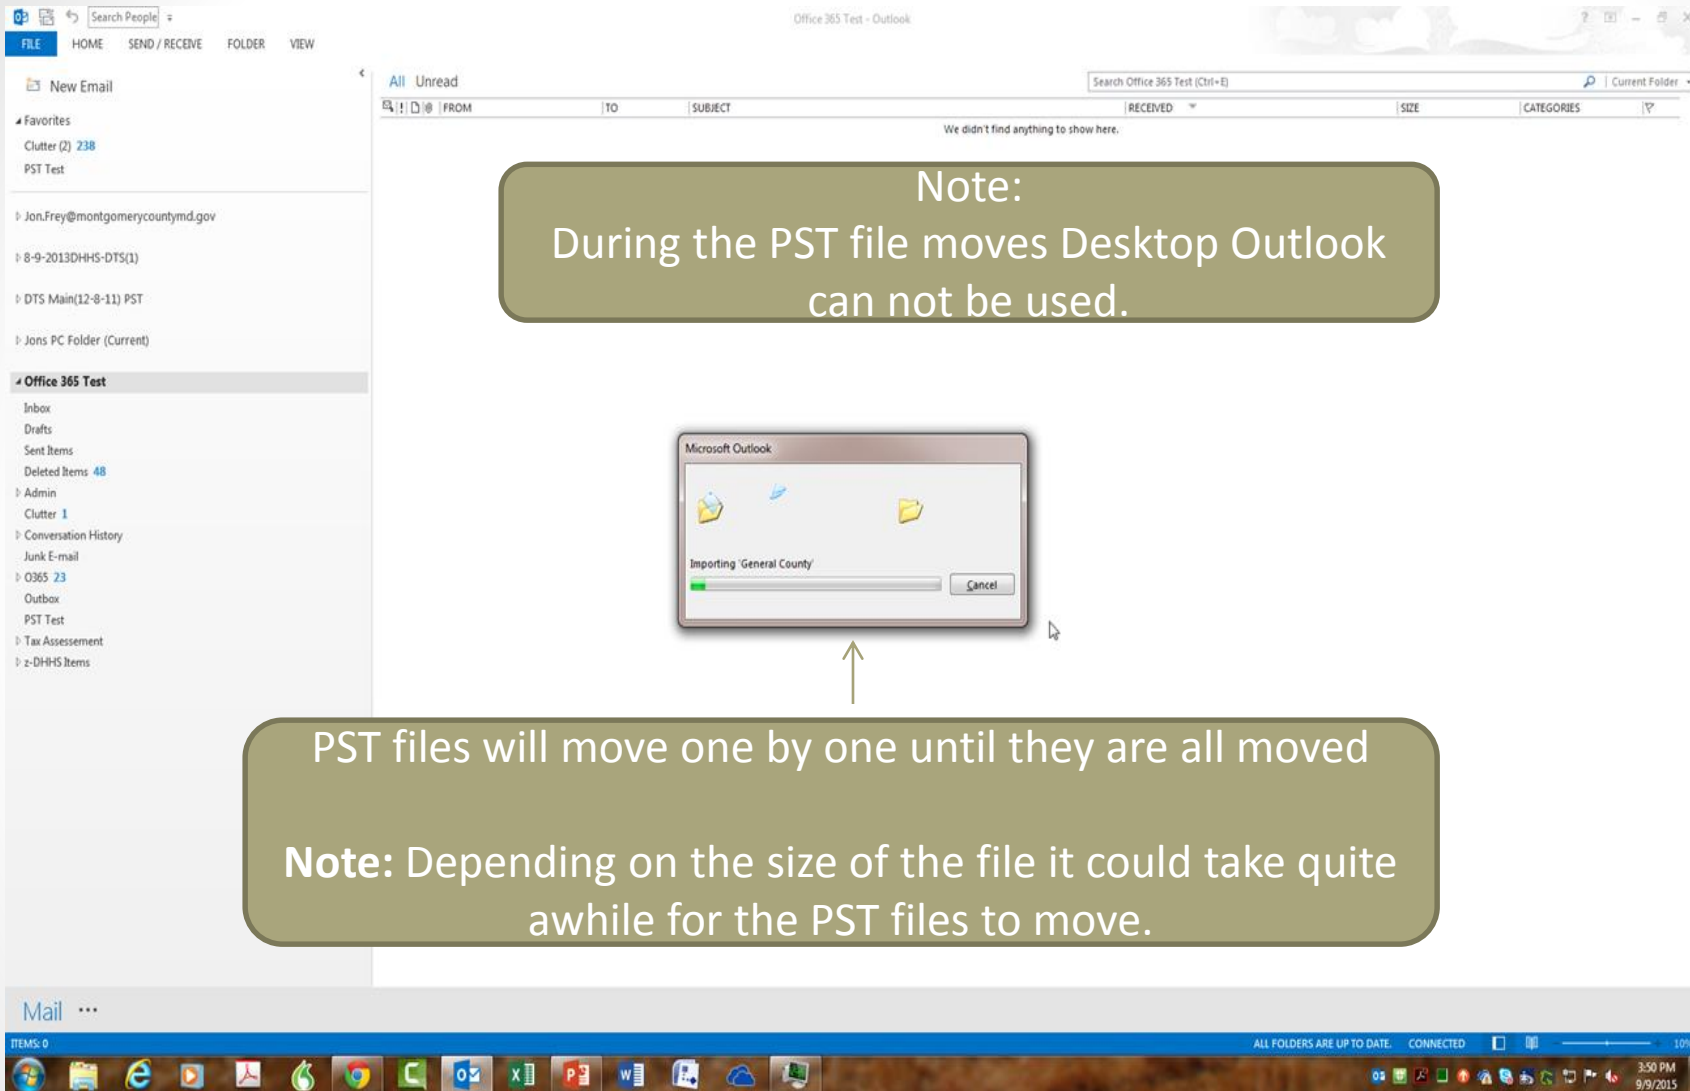 Search People
Office 365 Test - Outlook
FILE HOME SEND / RECEIVE FOLDER VIEW
New Email
All Unread
Search Office 365 Test (Ctrl+E)
Current Folder
FROM TO SUBJECT RECEIVED SIZE CATEGORIES
We didn't find anything to show here.
Favorites
Clutter (2) 238
PST Test
Jon.Frey@montgomerycountymd.gov
8-9-2013DHHS-DTS(1)
DTS Main(12-8-11) PST
Jons PC Folder (Current)
Office 365 Test
Inbox
Drafts
Sent Items
Deleted Items 48
Admin
Clutter 1
Conversation History
Junk E-mail
O365 23
Outbox
PST Test
Tax Assessement
z-DHHS Items
Note:
During the PST file moves Desktop Outlook
can not be used.
Microsoft Outlook
Importing 'General County'
Cancel
PST files will move one by one until they are all moved
Note: Depending on the size of the file it could take quite
awhile for the PST files to move.
Mail
ITEMS: 0
ALL FOLDERS ARE UP TO DATE. CONNECTED
10%
3:50 PM
9/9/2015